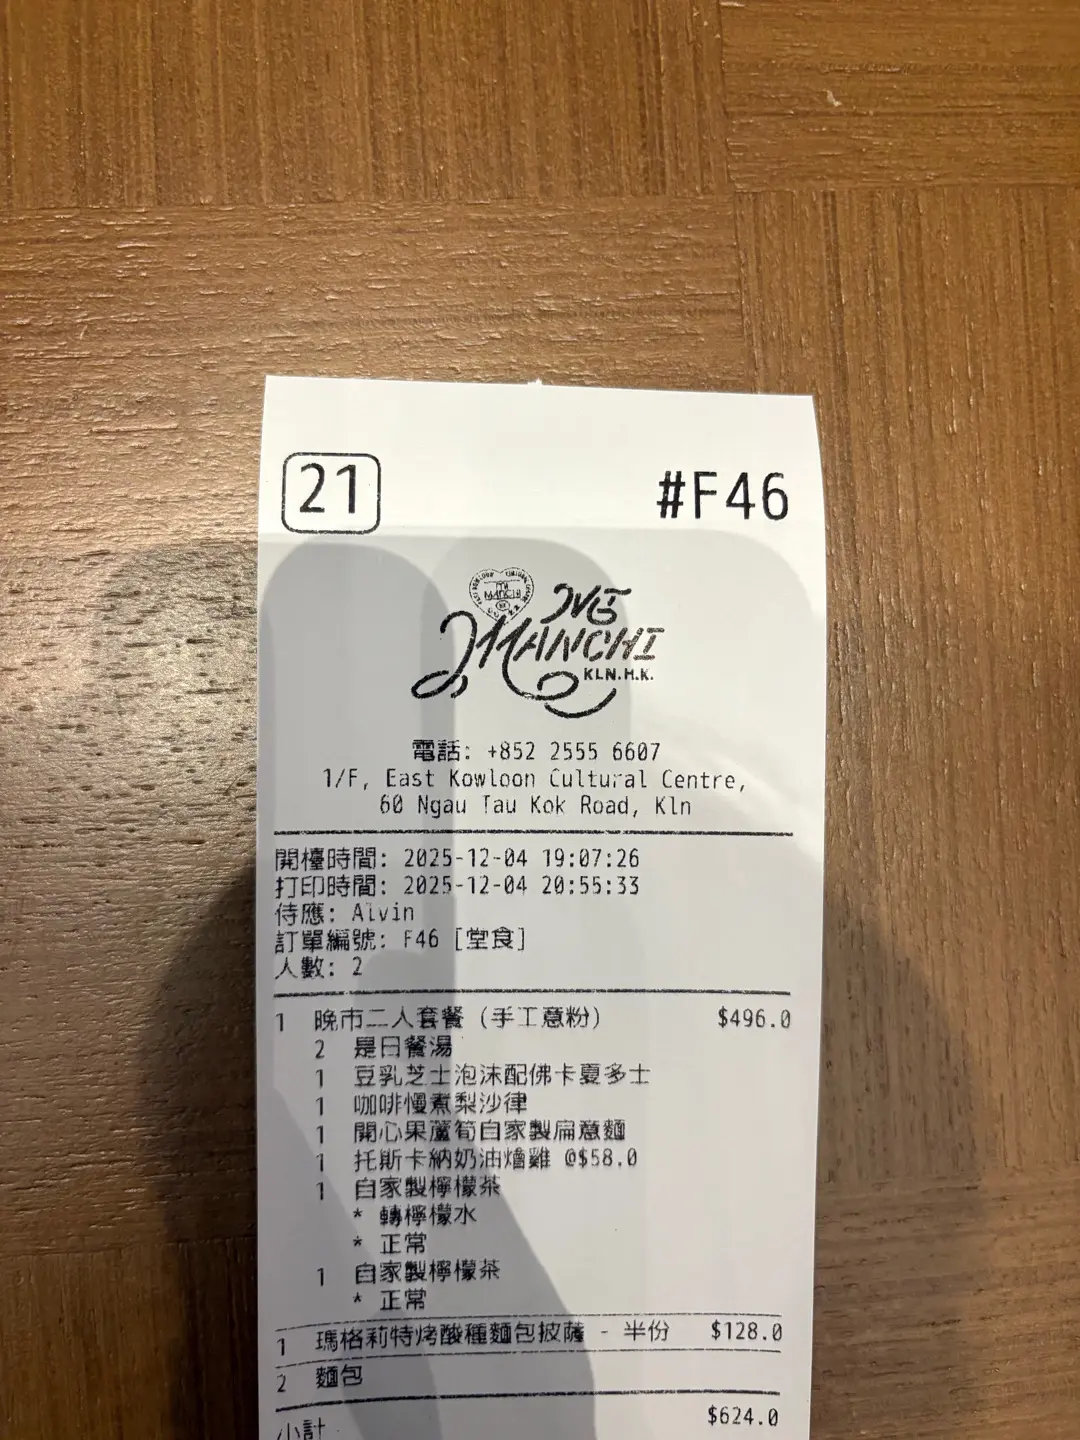 21
#F46
MANCHI
KLN.H.K.
電話: +852 2555 6607
1/F, East Kowloon Cultural Centre,
60 Ngau Tau Kok Road, Kln
開檯時間: 2025-12-04 19:07:26
打印時間: 2025-12-04 20:55:33
侍應: Alvin
訂單編號: F46 [堂食]
人數: 2
1 晚市二人套餐 (手工意粉) $496.0
2 是日餐湯
1 豆乳芝士泡沫配佛卡夏多士
1 咖啡慢煮梨沙律
1 開心果蘆筍自家製扁意麵
1 托斯卡納奶油燴雞 @$58.0
1 自家製檸檬茶
* 轉檸檬水
* 正常
1 自家製檸檬茶
* 正常
1 瑪格莉特烤酸種麵包披薩 - 半份 $128.0
2 麵包
小計 $624.0